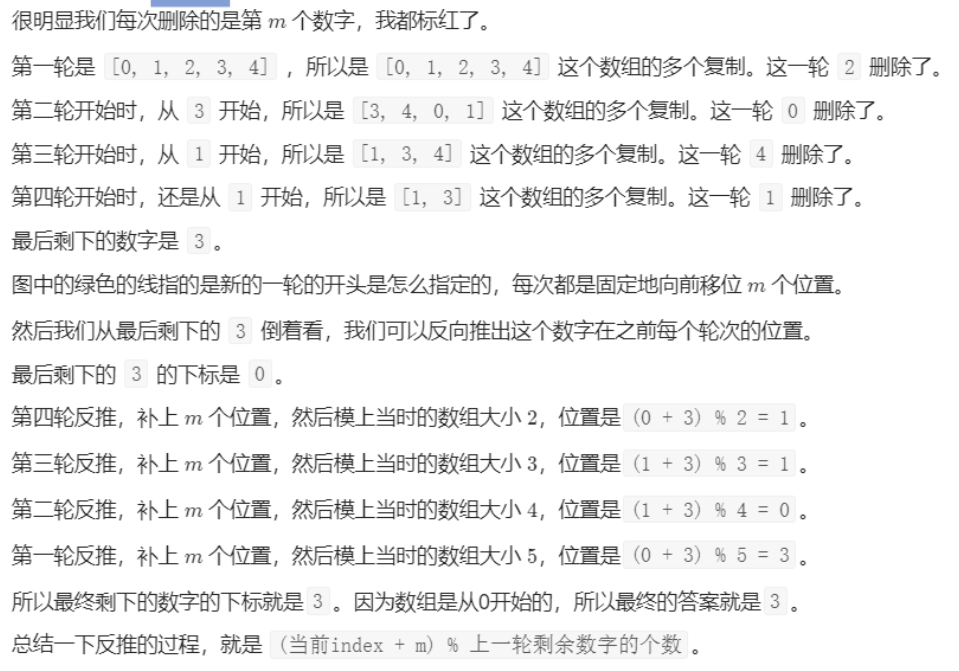 很明显我们每次删除的是第 m 个数字，我都标红了。
第一轮是 [0, 1, 2, 3, 4] ，所以是 [0, 1, 2, 3, 4] 这个数组的多个复制。这一轮 2 删除了。
第二轮开始时，从 3 开始，所以是 [3, 4, 0, 1] 这个数组的多个复制。这一轮 0 删除了。
第三轮开始时，从 1 开始，所以是 [1, 3, 4] 这个数组的多个复制。这一轮 4 删除了。
第四轮开始时，还是从 1 开始，所以是 [1, 3] 这个数组的多个复制。这一轮 1 删除了。
最后剩下的数字是 3 。
图中的绿色的线指的是新的一轮的开头是怎么指定的，每次都是固定地向前移位 m 个位置。
然后我们从最后剩下的 3 倒着看，我们可以反向推出这个数字在之前每个轮次的位置。
最后剩下的 3 的下标是 0 。
第四轮反推，补上 m 个位置，然后模上当时的数组大小 2，位置是 (0 + 3) % 2 = 1 。
第三轮反推，补上 m 个位置，然后模上当时的数组大小 3，位置是 (1 + 3) % 3 = 1 。
第二轮反推，补上 m 个位置，然后模上当时的数组大小 4，位置是 (1 + 3) % 4 = 0 。
第一轮反推，补上 m 个位置，然后模上当时的数组大小 5，位置是 (0 + 3) % 5 = 3 。
所以最终剩下的数字的下标就是 3 。因为数组是从0开始的，所以最终的答案就是 3 。
总结一下反推的过程，就是 (当前index + m) % 上一轮剩余数字的个数 。